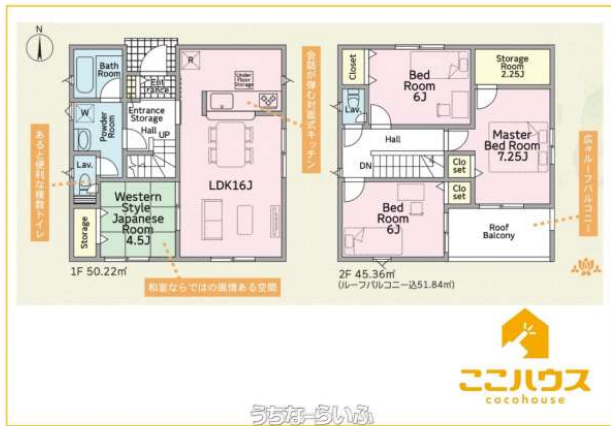 N
Bath
Room
Ent
rance
R
Under
Floor
Storage
会話が弾む対面式キッチン
W
Powder
Room
Entrance
Storage
Hall
UP
あると便利な複数トイレ
Lav.
LDK16J
Western
Style
Japanese
Room
4.5J
Storage
1F 50.22㎡
和室ならではの風情ある空間
Closet
Bed
Room
6J
Storage
Room
2.25J
Lav.
Hall
Master
Bed Room
7.25J
DN
Clo
set
Clo
set
Bed
Room
6J
Roof
Balcony
広々ルーフバルコニー
2F 45.36㎡
(ルーフバルコニー込51.84㎡)
ここハウス
cocohouse
うちなーらいふ